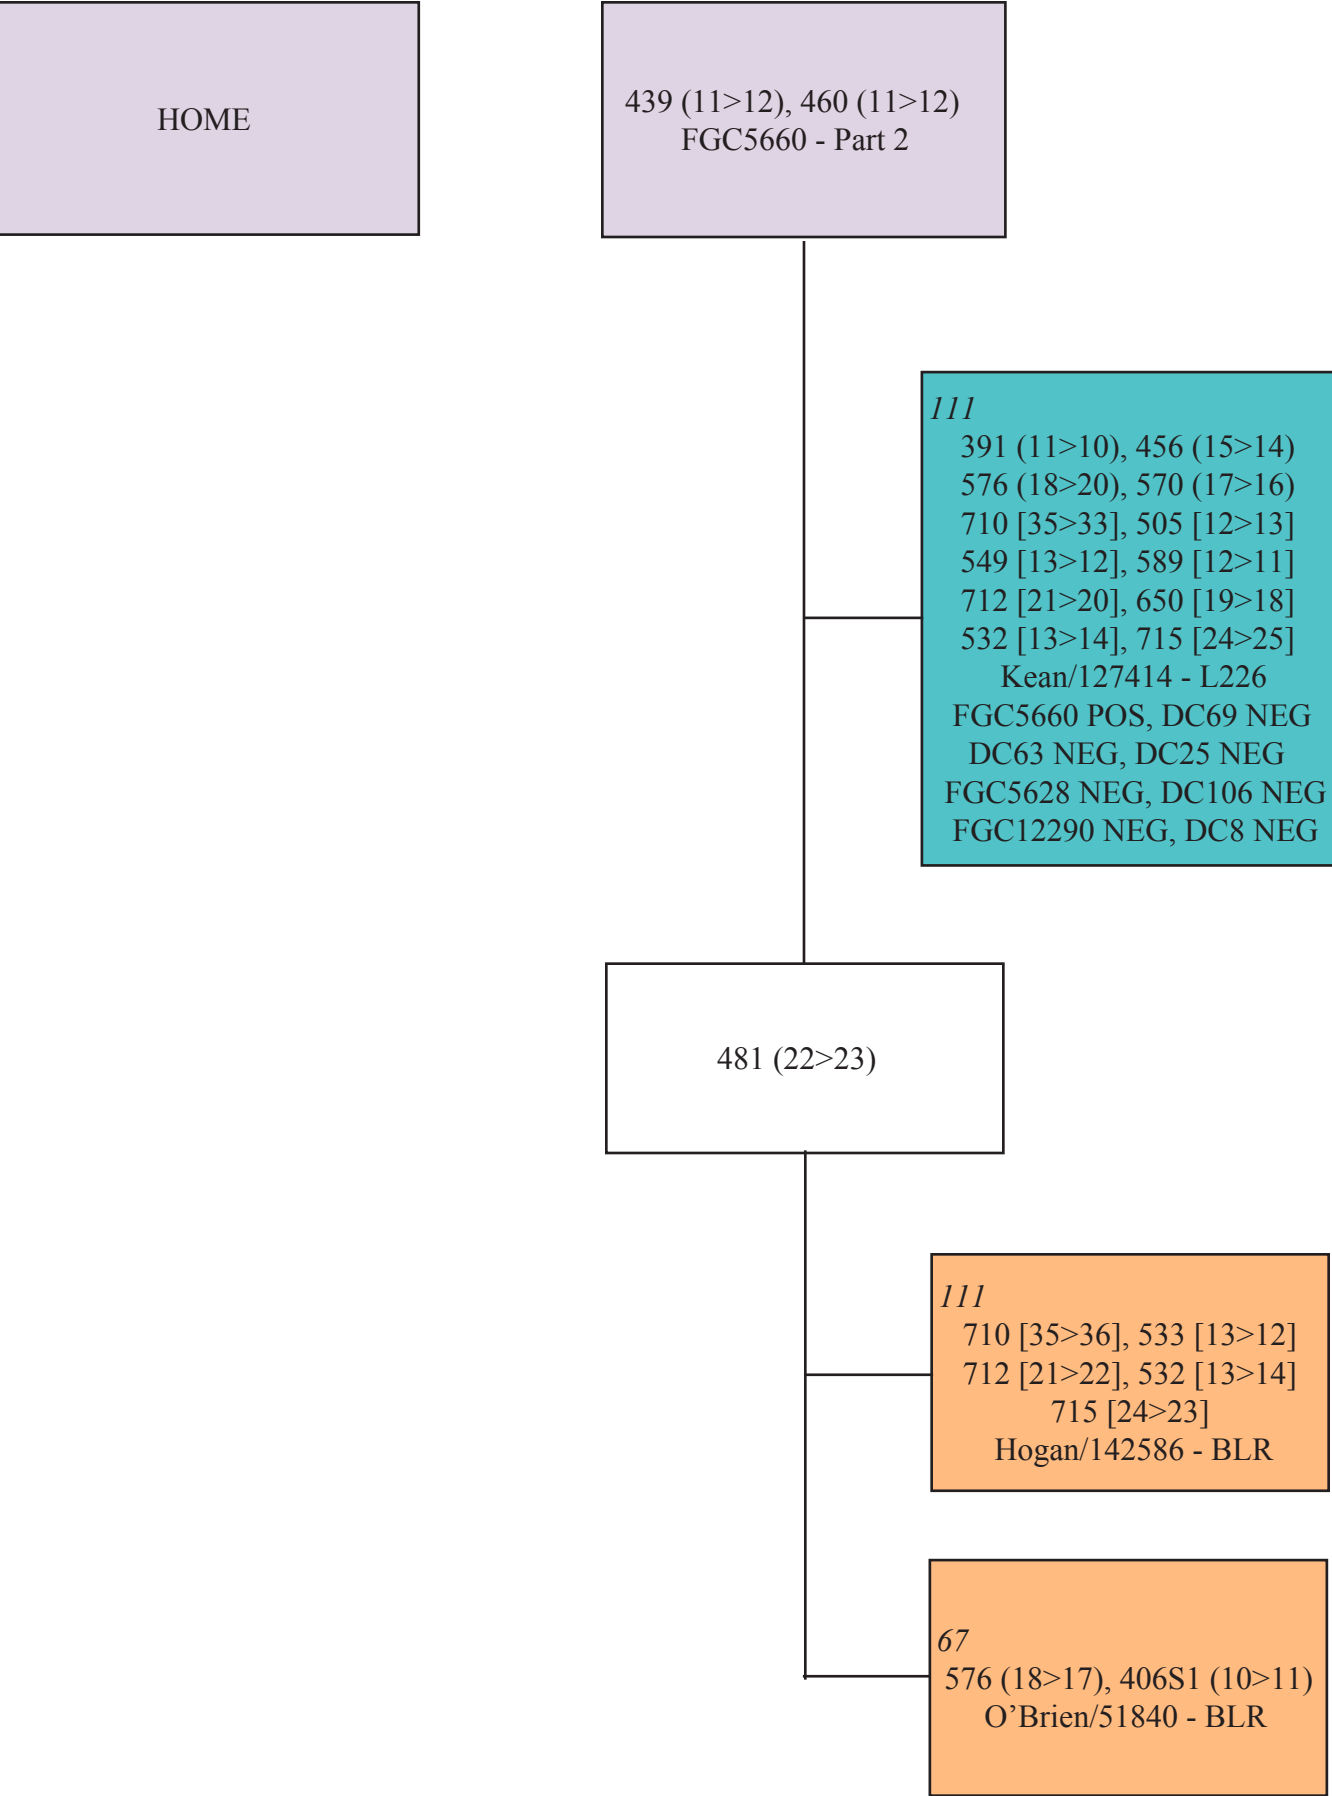 HOME
439 (11>12), 460 (11>12)
FGC5660 - Part 2
111
391 (11>10), 456 (15>14)
576 (18>20), 570 (17>16)
710 [35>33], 505 [12>13]
549 [13>12], 589 [12>11]
712 [21>20], 650 [19>18]
532 [13>14], 715 [24>25]
Kean/127414 - L226
FGC5660 POS, DC69 NEG
DC63 NEG, DC25 NEG
FGC5628 NEG, DC106 NEG
FGC12290 NEG, DC8 NEG
481 (22>23)
111
710 [35>36], 533 [13>12]
712 [21>22], 532 [13>14]
715 [24>23]
Hogan/142586 - BLR
67
576 (18>17), 406S1 (10>11)
O’Brien/51840 - BLR